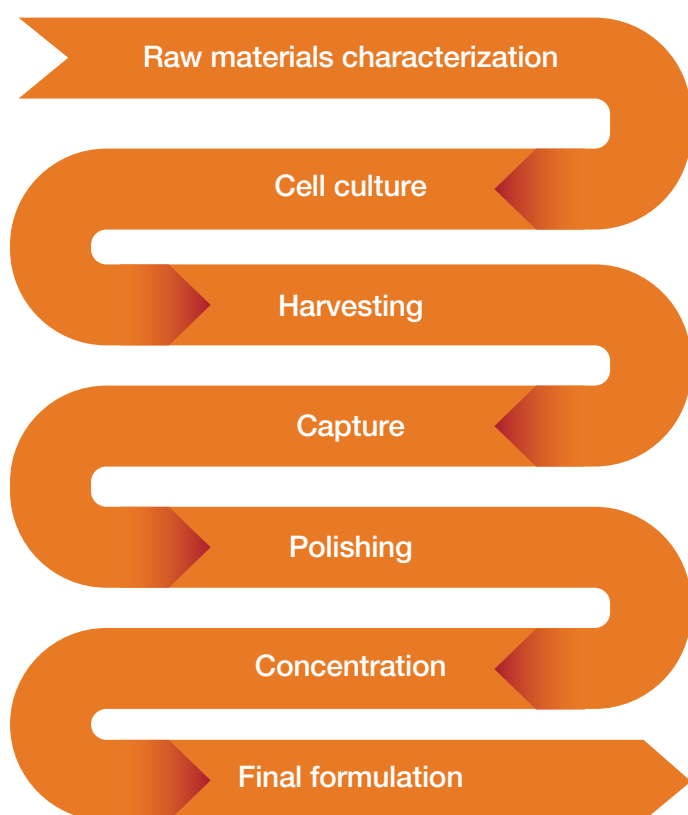 Raw materials characterization
Cell culture
Harvesting
Capture
Polishing
Concentration
Final formulation